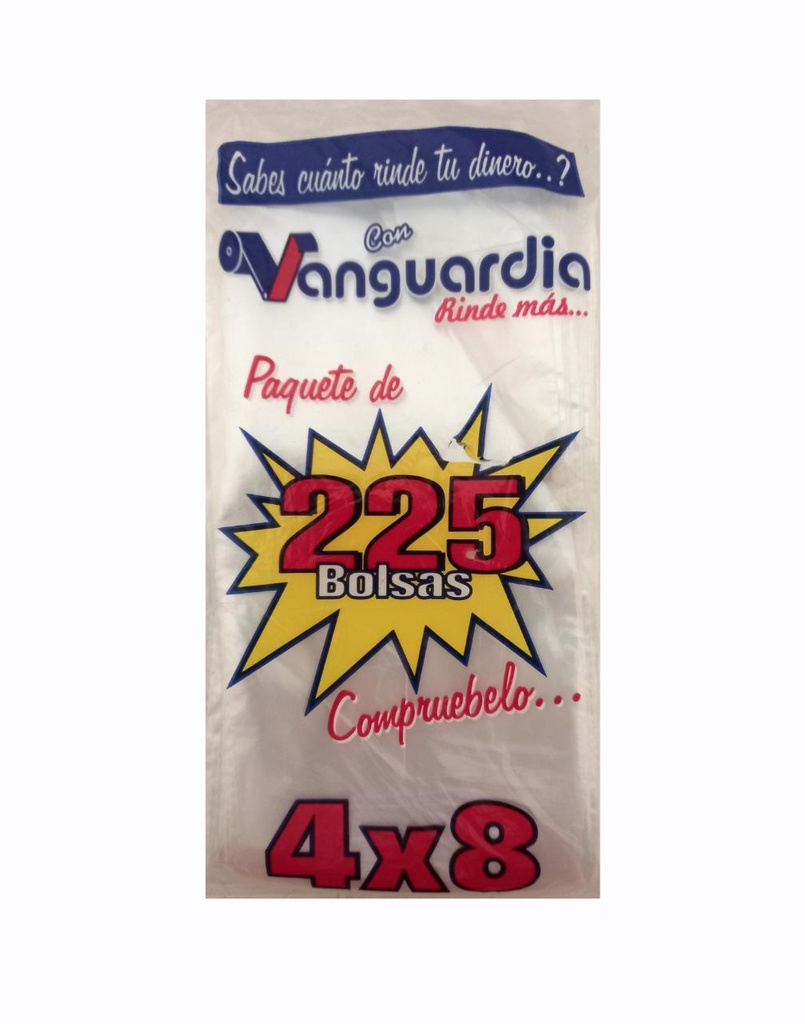 Sabes cuánto rinde tu dinero..?
Con
Vanguardia
Rinde más...
Paquete de
225
Bolsas
Compruebelo...
4x8